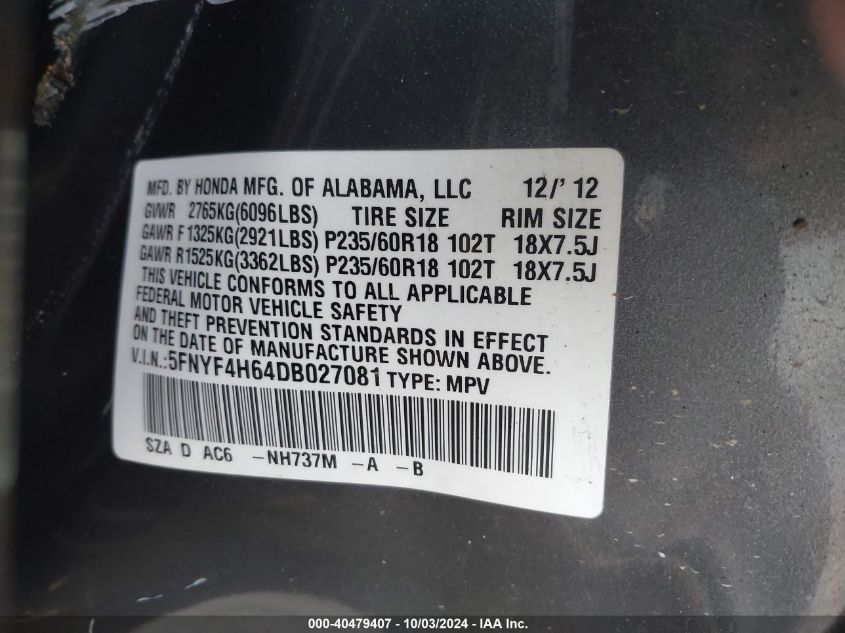 MFD. BY HONDA MFG. OF ALABAMA, LLC 12/' 12
GVWR 2765KG(6096LBS) TIRE SIZE RIM SIZE
GAWR F1325KG(2921LBS) P235/60R18 102T 18X7.5J
GAWR R1525KG(3362LBS) P235/60R18 102T 18X7.5J
THIS VEHICLE CONFORMS TO ALL APPLICABLE
FEDERAL MOTOR VEHICLE SAFETY
AND THEFT PREVENTION STANDARDS IN EFFECT
ON THE DATE OF MANUFACTURE SHOWN ABOVE.
V.I.N.:5FNYF4H64DB027081 TYPE: MPV
SZA D AC6 -NH737M -A -B
000-40479407 - 10/03/2024 - IAA Inc.